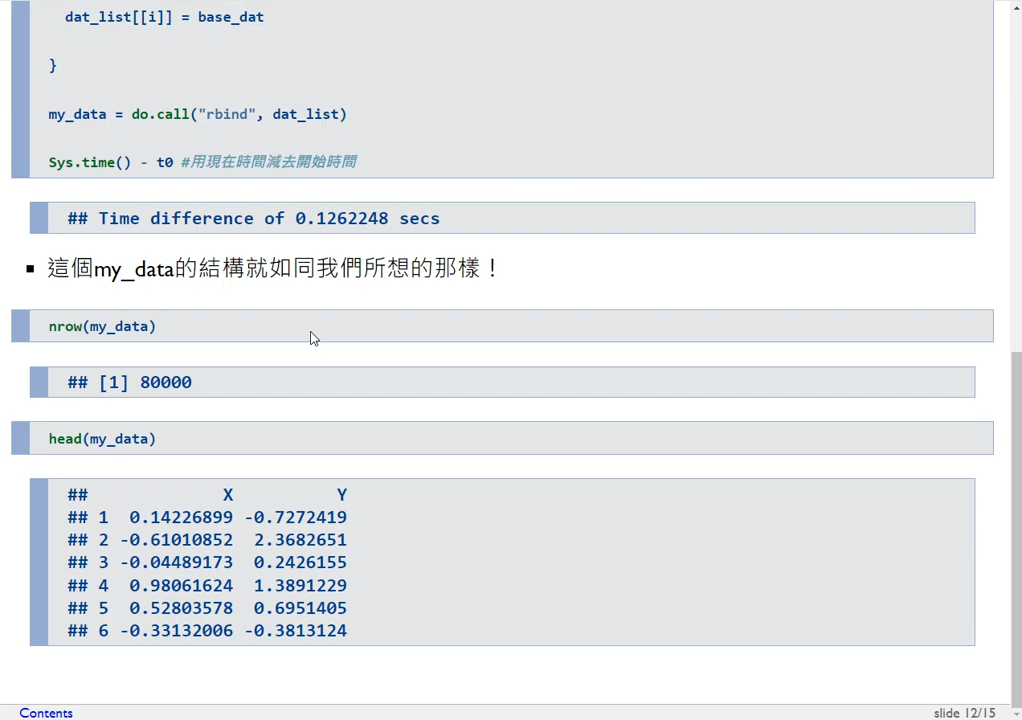 dat_list[[i]] = base_dat
}
my_data = do.call("rbind", dat_list)
Sys.time() - t0 #用現在時間減去開始時間
## Time difference of 0.1262248 secs
▪ 這個my_data的結構就如同我們所想的那樣！
nrow(my_data)
## [1] 80000
head(my_data)
## X Y
## 1 0.14226899 -0.7272419
## 2 -0.61010852 2.3682651
## 3 -0.04489173 0.2426155
## 4 0.98061624 1.3891229
## 5 0.52803578 0.6951405
## 6 -0.33132006 -0.3813124
Contents slide 12/15